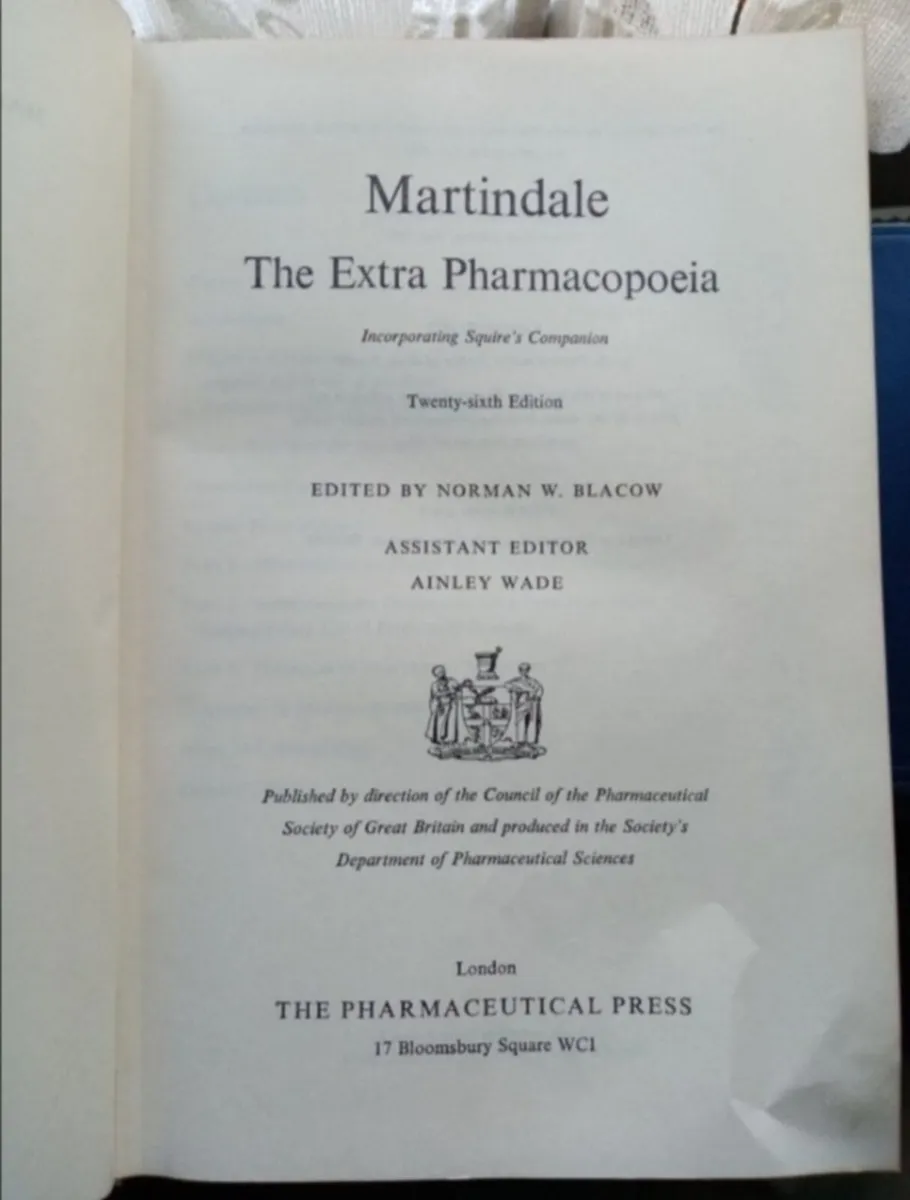 Martindale
The Extra Pharmacopoeia
Incorporating Squire's Companion
Twenty-sixth Edition
EDITED BY NORMAN W. BLACOW
ASSISTANT EDITOR
AINLEY WADE
Published by direction of the Council of the Pharmaceutical
Society of Great Britain and produced in the Society's
Department of Pharmaceutical Sciences
London
THE PHARMACEUTICAL PRESS
17 Bloomsbury Square WC1